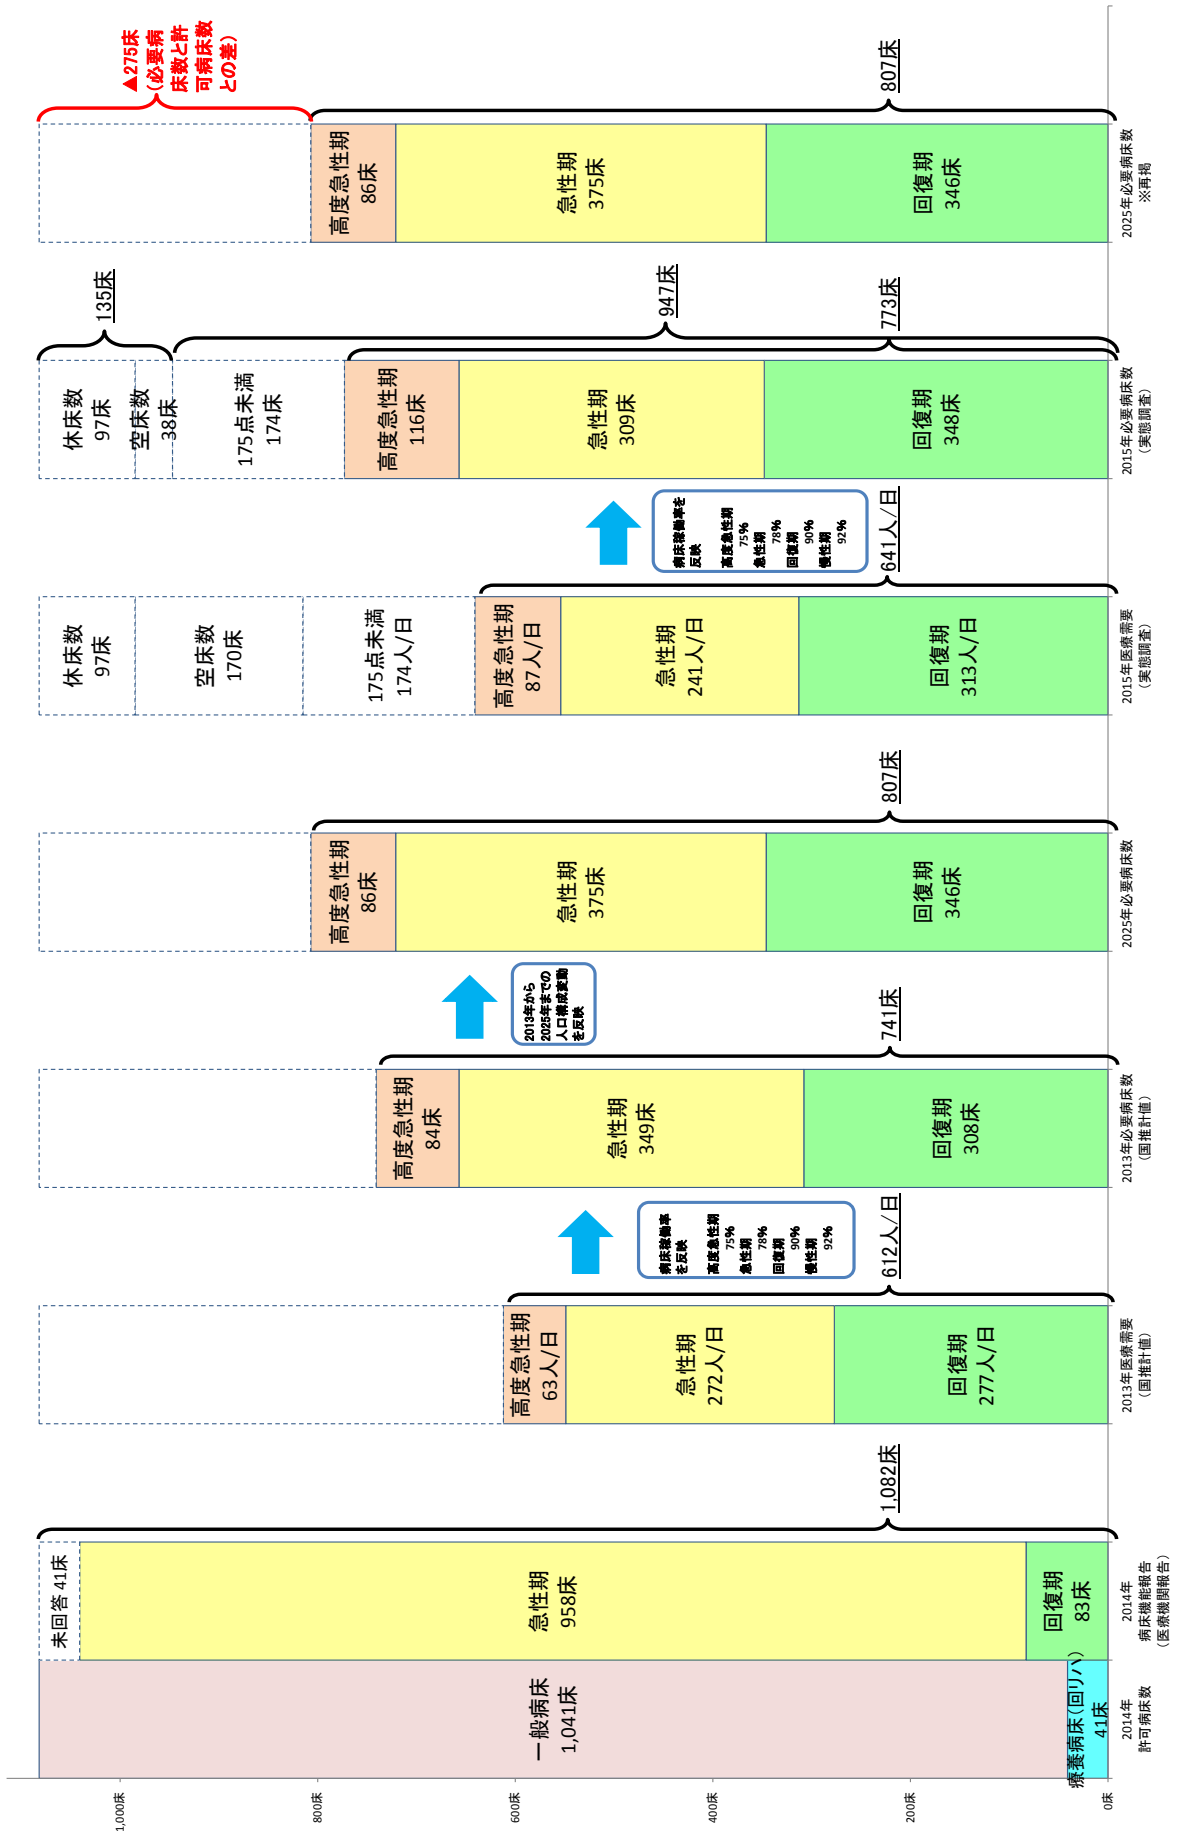 1,000床
800床
600床
400床
200床
0床
一般病床
1,041床
療養病床(回リハ)
41床
2014年
許可病床数
未回答 41床
急性期
958床
回復期
83床
2014年
病床機能報告
(医療機関報告)
1,082床
高度急性期
63人/日
急性期
272人/日
回復期
277人/日
2013年医療需要
(国推計値)
612人/日
病床稼働率
を反映
高度急性期
75%
急性期
78%
回復期
90%
慢性期
92%
高度急性期
84床
急性期
349床
回復期
308床
2013年必要病床数
(国推計値)
741床
2013年から
2025年までの
人口構成変動
を反映
高度急性期
86床
急性期
375床
回復期
346床
2025年必要病床数
807床
休床数
97床
空床数
170床
175点未満
174人/日
高度急性期
87人/日
急性期
241人/日
回復期
313人/日
2015年医療需要
(実態調査)
641人/日
病床稼働率を
反映
高度急性期
75%
急性期
78%
回復期
90%
慢性期
92%
休床数
97床
空床数
38床
175点未満
174床
高度急性期
116床
急性期
309床
回復期
348床
2015年必要病床数
(実態調査)
135床
947床
773床
高度急性期
86床
急性期
375床
回復期
346床
2025年必要病床数
※再掲
▲275床
(必要病
床数と許
可病床数
との差)
807床